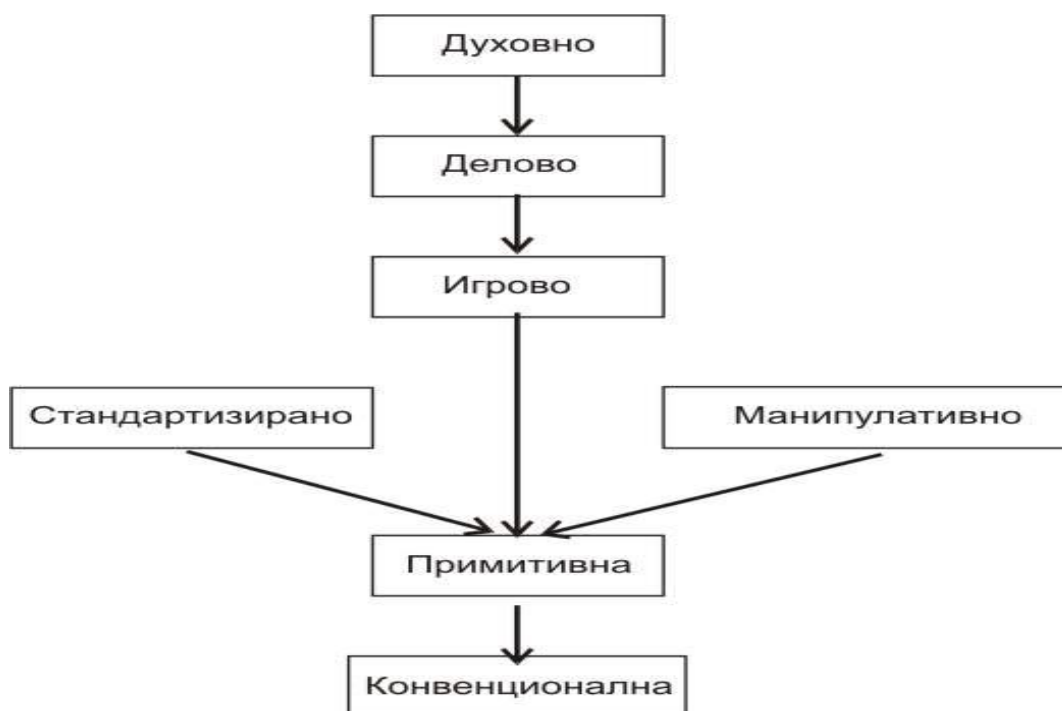 Духовно
Делово
Игрово
Стандартизирано
Манипулативно
Примитивна
Конвенционална